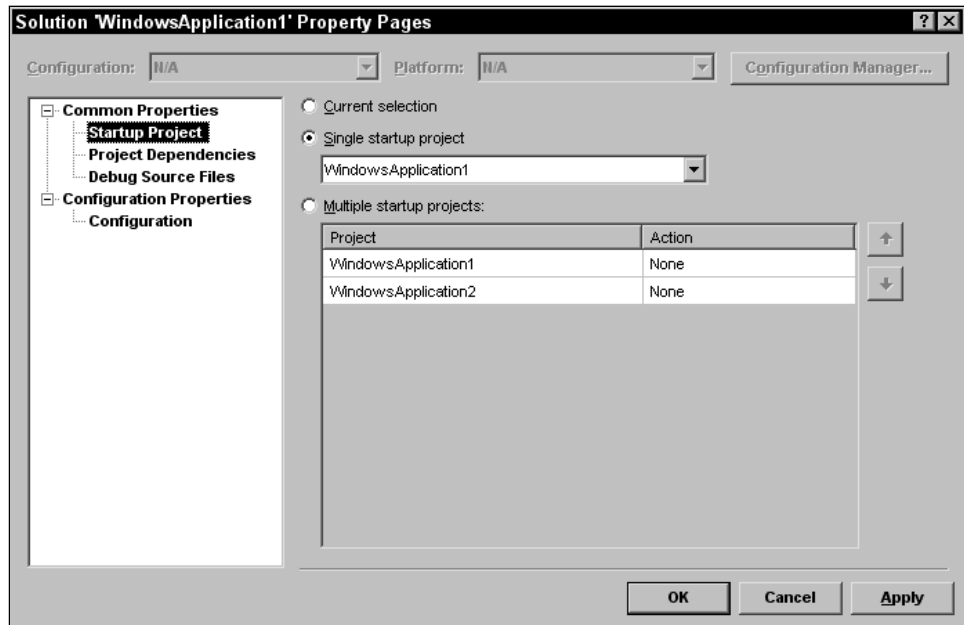 Solution 'WindowsApplication1' Property Pages
Configuration: N/A Platform: N/A Configuration Manager...
Common Properties
Startup Project
Project Dependencies
Debug Source Files
Configuration Properties
Configuration
Current selection
Single startup project
WindowsApplication1
Multiple startup projects:
Project Action
WindowsApplication1 None
WindowsApplication2 None
OK Cancel Apply